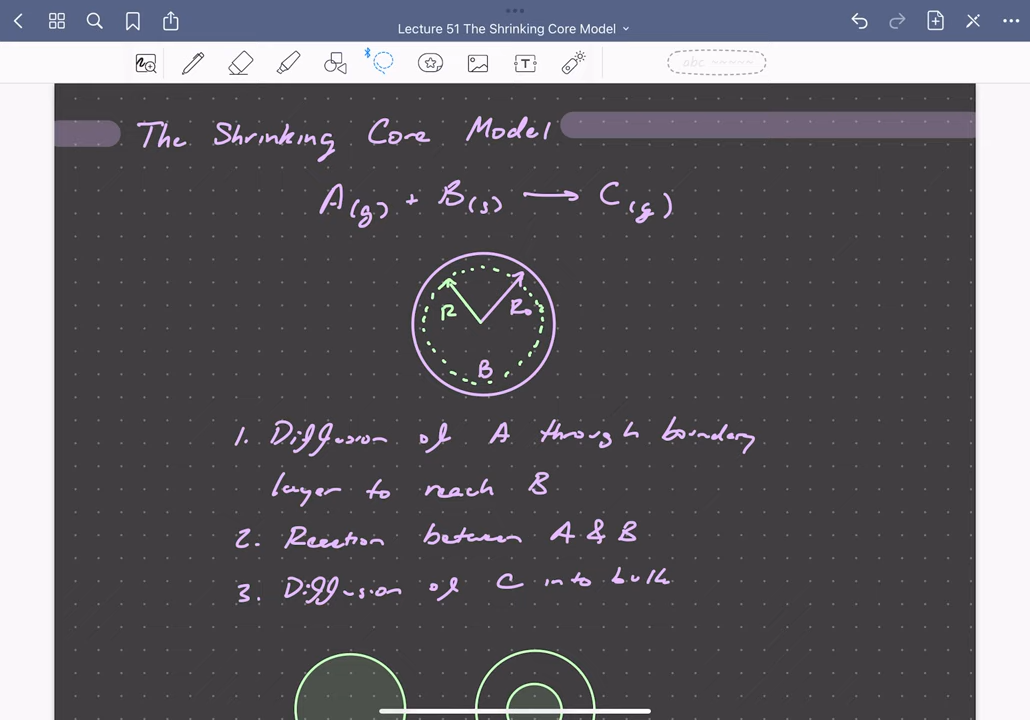 Lecture 51 The Shrinking Core Model
abc
The Shrinking Core Model
A(g) + B(s) → C(g)
R
R₀
B
1. Diffusion of A through boundary
layer to reach B
2. Reaction between A & B
3. Diffusion of C into bulk